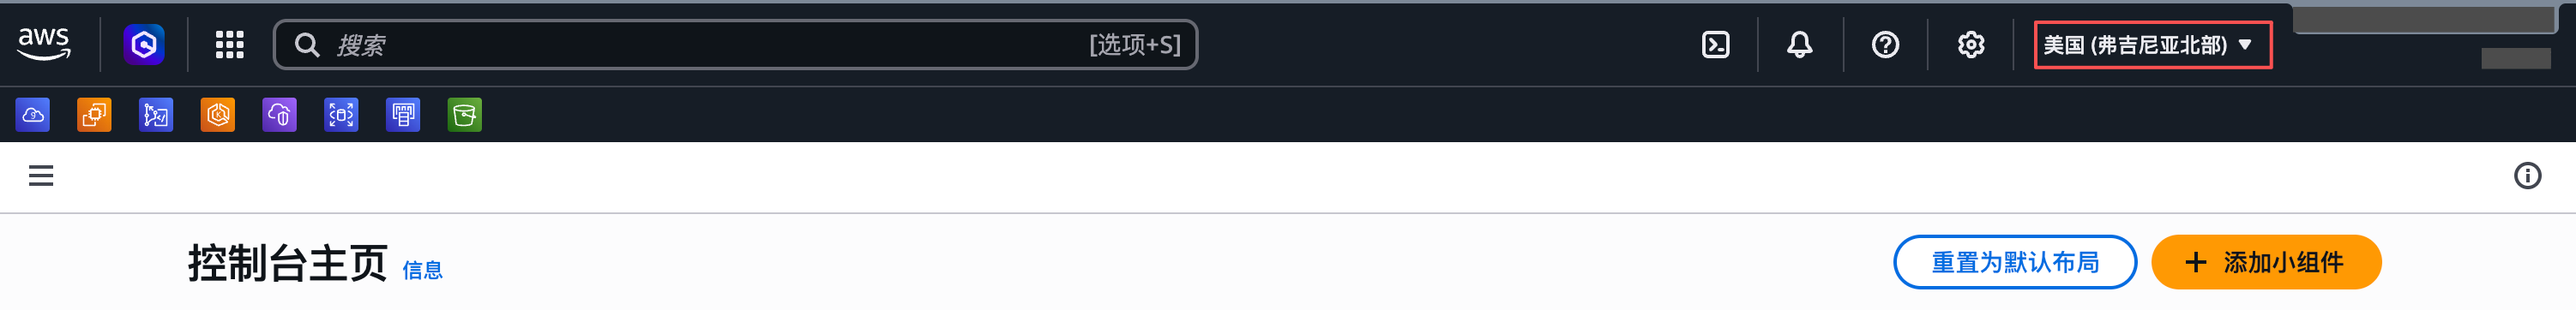 aws
搜索 [选项+S]
美国 (弗吉尼亚北部)
控制台主页 信息
重置为默认布局
添加小组件